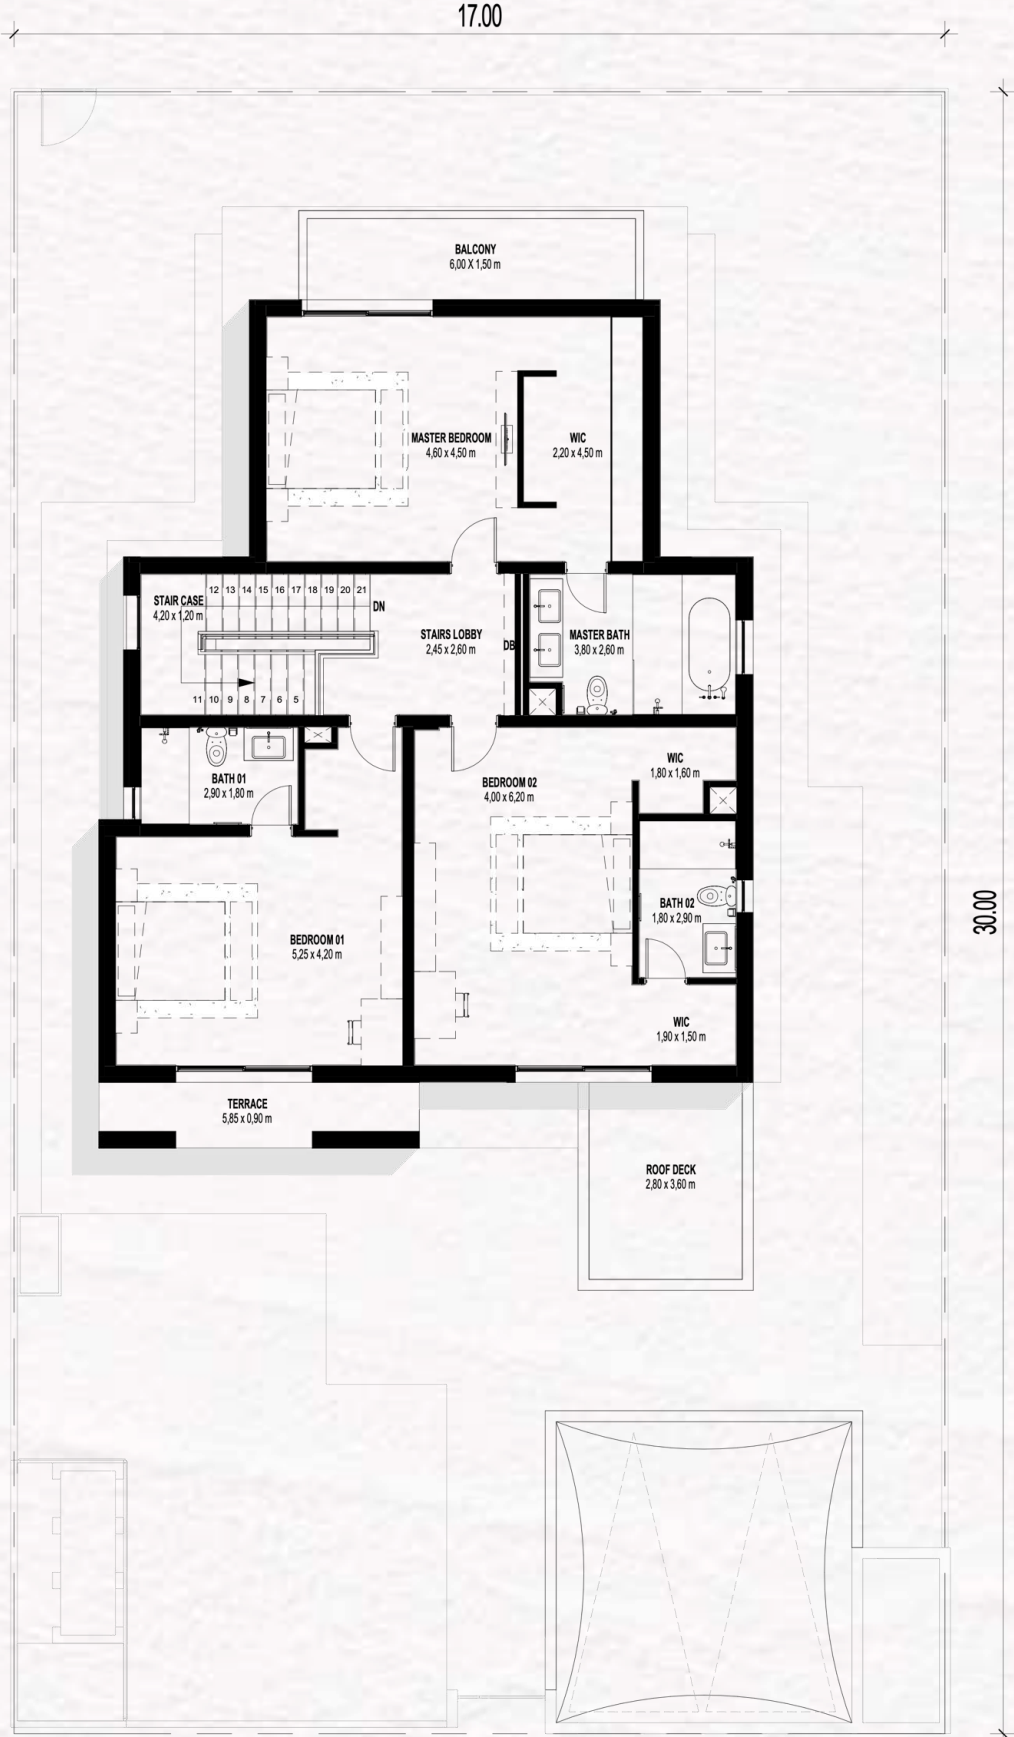 17.00
BALCONY
6,00 X 1,50 m
MASTER BEDROOM
4,60 x 4,50 m
WIC
2,20 x 4,50 m
12 13 14 15 16 17 18 19 20 21
DN
STAIR CASE
4,20 x 1,20 m
STAIRS LOBBY
2,45 x 2,60 m
DB
MASTER BATH
3,80 x 2,60 m
11 10 9 8 7 6 5
BATH 01
2,90 x 1,80 m
BEDROOM 02
4,00 x 6,20 m
WIC
1,80 x 1,60 m
BATH 02
1,80 x 2,90 m
30.00
BEDROOM 01
5,25 x 4,20 m
WIC
1,90 x 1,50 m
TERRACE
5,85 x 0,90 m
ROOF DECK
2,80 x 3,60 m